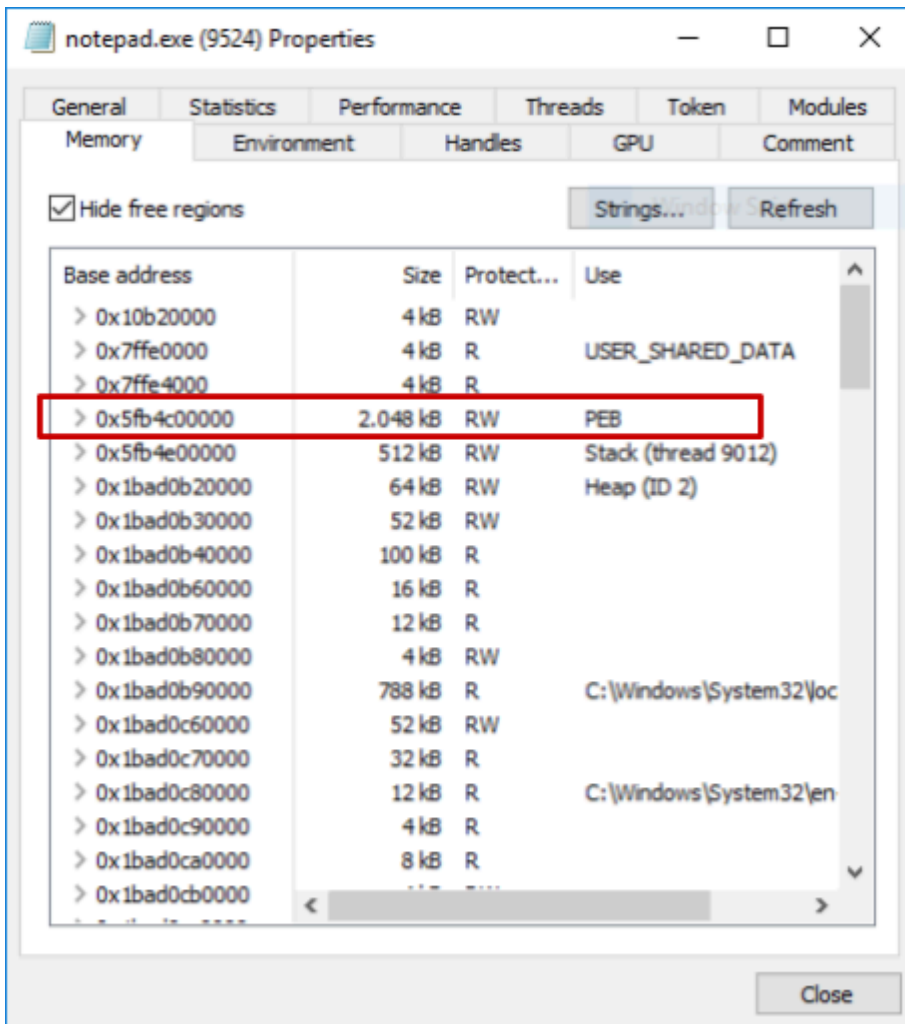 notepad.exe (9524) Properties
General Statistics Performance Threads Token Modules
Memory Environment Handles GPU Comment
Hide free regions Strings... Refresh
Base address Size Protect... Use
0x10b20000 4 kB RW
0x7ffe0000 4 kB R USER_SHARED_DATA
0x7ffe4000 4 kB R
0x5fb4c00000 2.048 kB RW PEB
0x5fb4e00000 512 kB RW Stack (thread 9012)
0x1bad0b20000 64 kB RW Heap (ID 2)
0x1bad0b30000 52 kB RW
0x1bad0b40000 100 kB R
0x1bad0b60000 16 kB R
0x1bad0b70000 12 kB R
0x1bad0b80000 4 kB RW
0x1bad0b90000 788 kB R C:\Windows\System32\loc
0x1bad0c60000 52 kB RW
0x1bad0c70000 32 kB R
0x1bad0c80000 12 kB R C:\Windows\System32\en-
0x1bad0c90000 4 kB R
0x1bad0ca0000 8 kB R
0x1bad0cb0000
Close